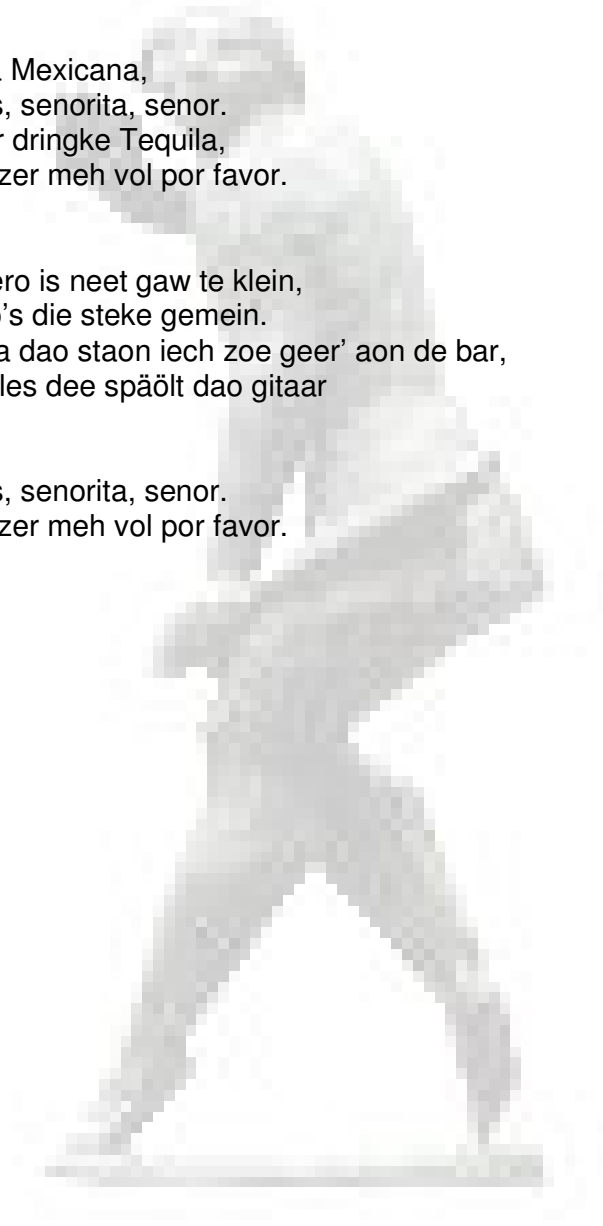 Mexicana,
s, senorita, senor.
r dringke Tequila,
zer meh vol por favor.
ero is neet gaw te klein,
o's die steke gemein.
a dao staon iech zoe geer' aon de bar,
les dee späölt dao gitaar
s, senorita, senor.
zer meh vol por favor.